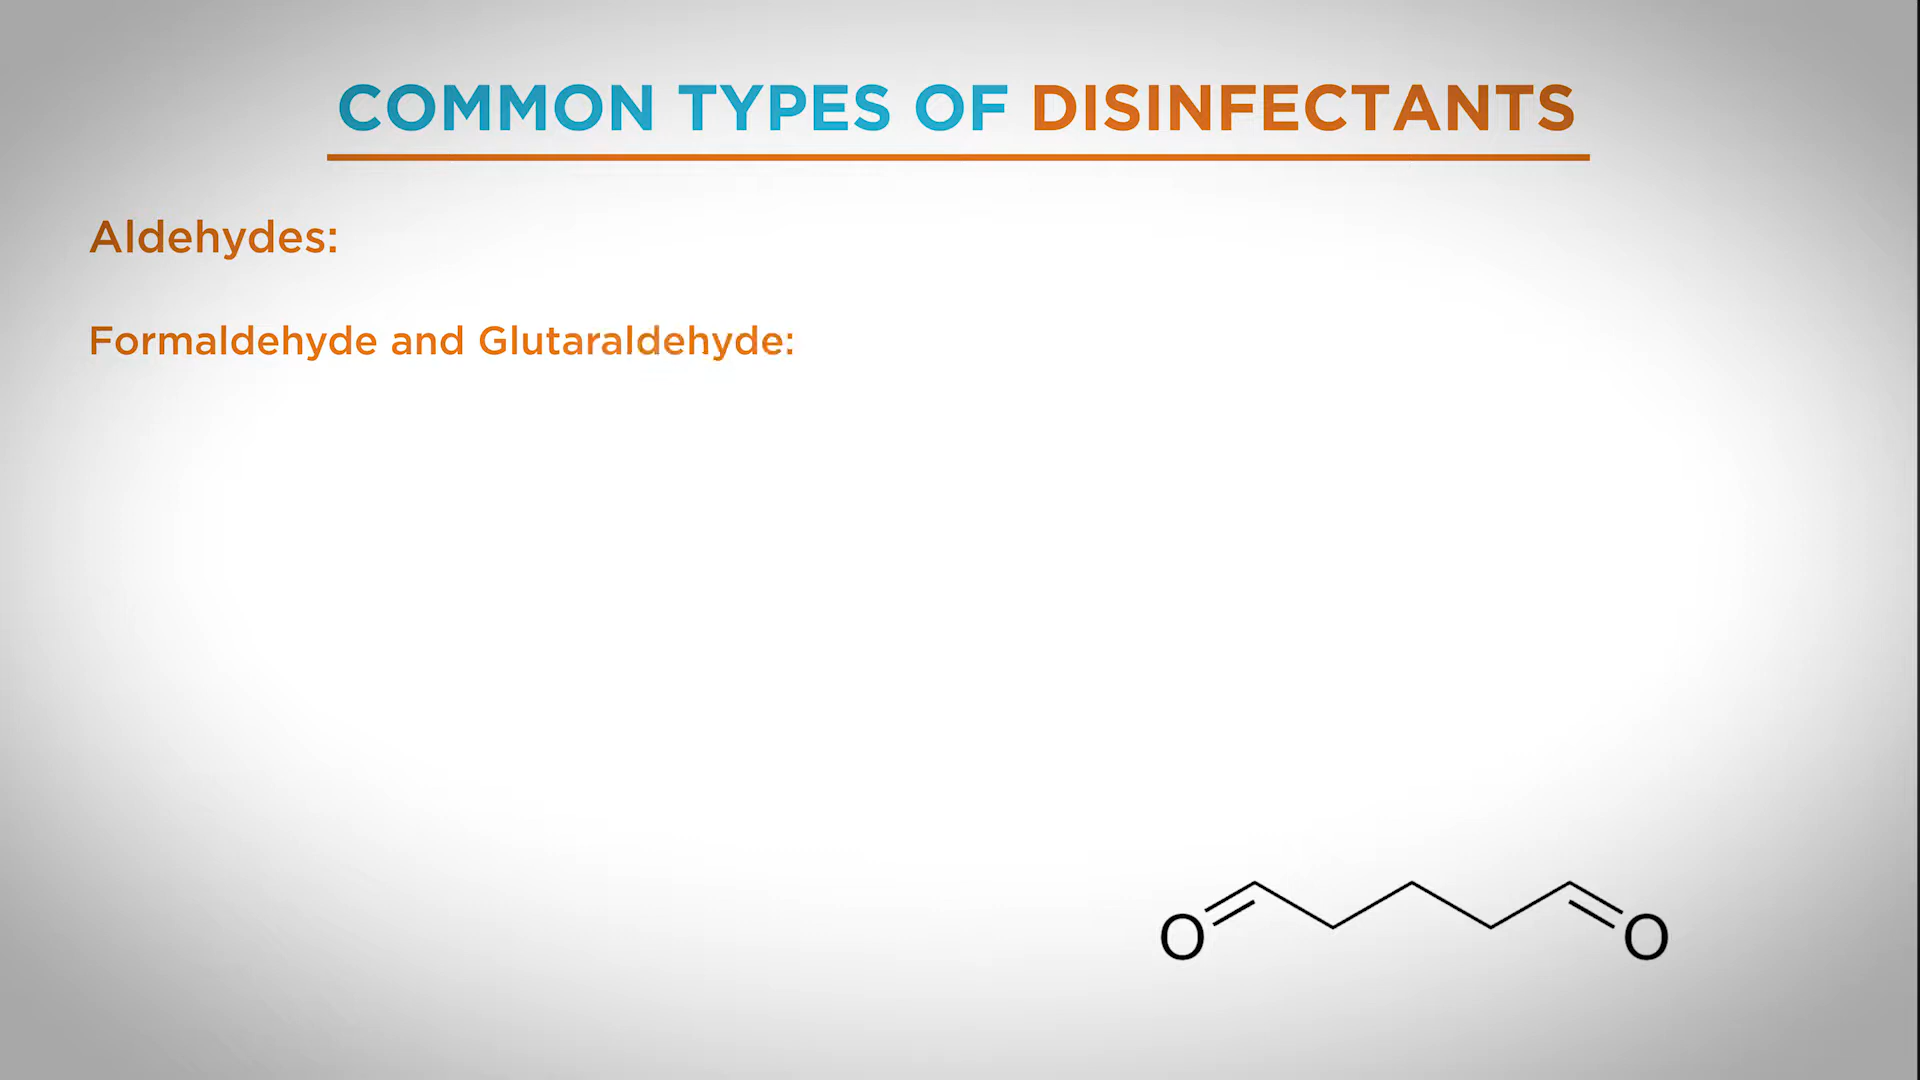 COMMON TYPES OF DISINFECTANTS
Aldehydes:
Formaldehyde and Glutaraldehyde:
O O